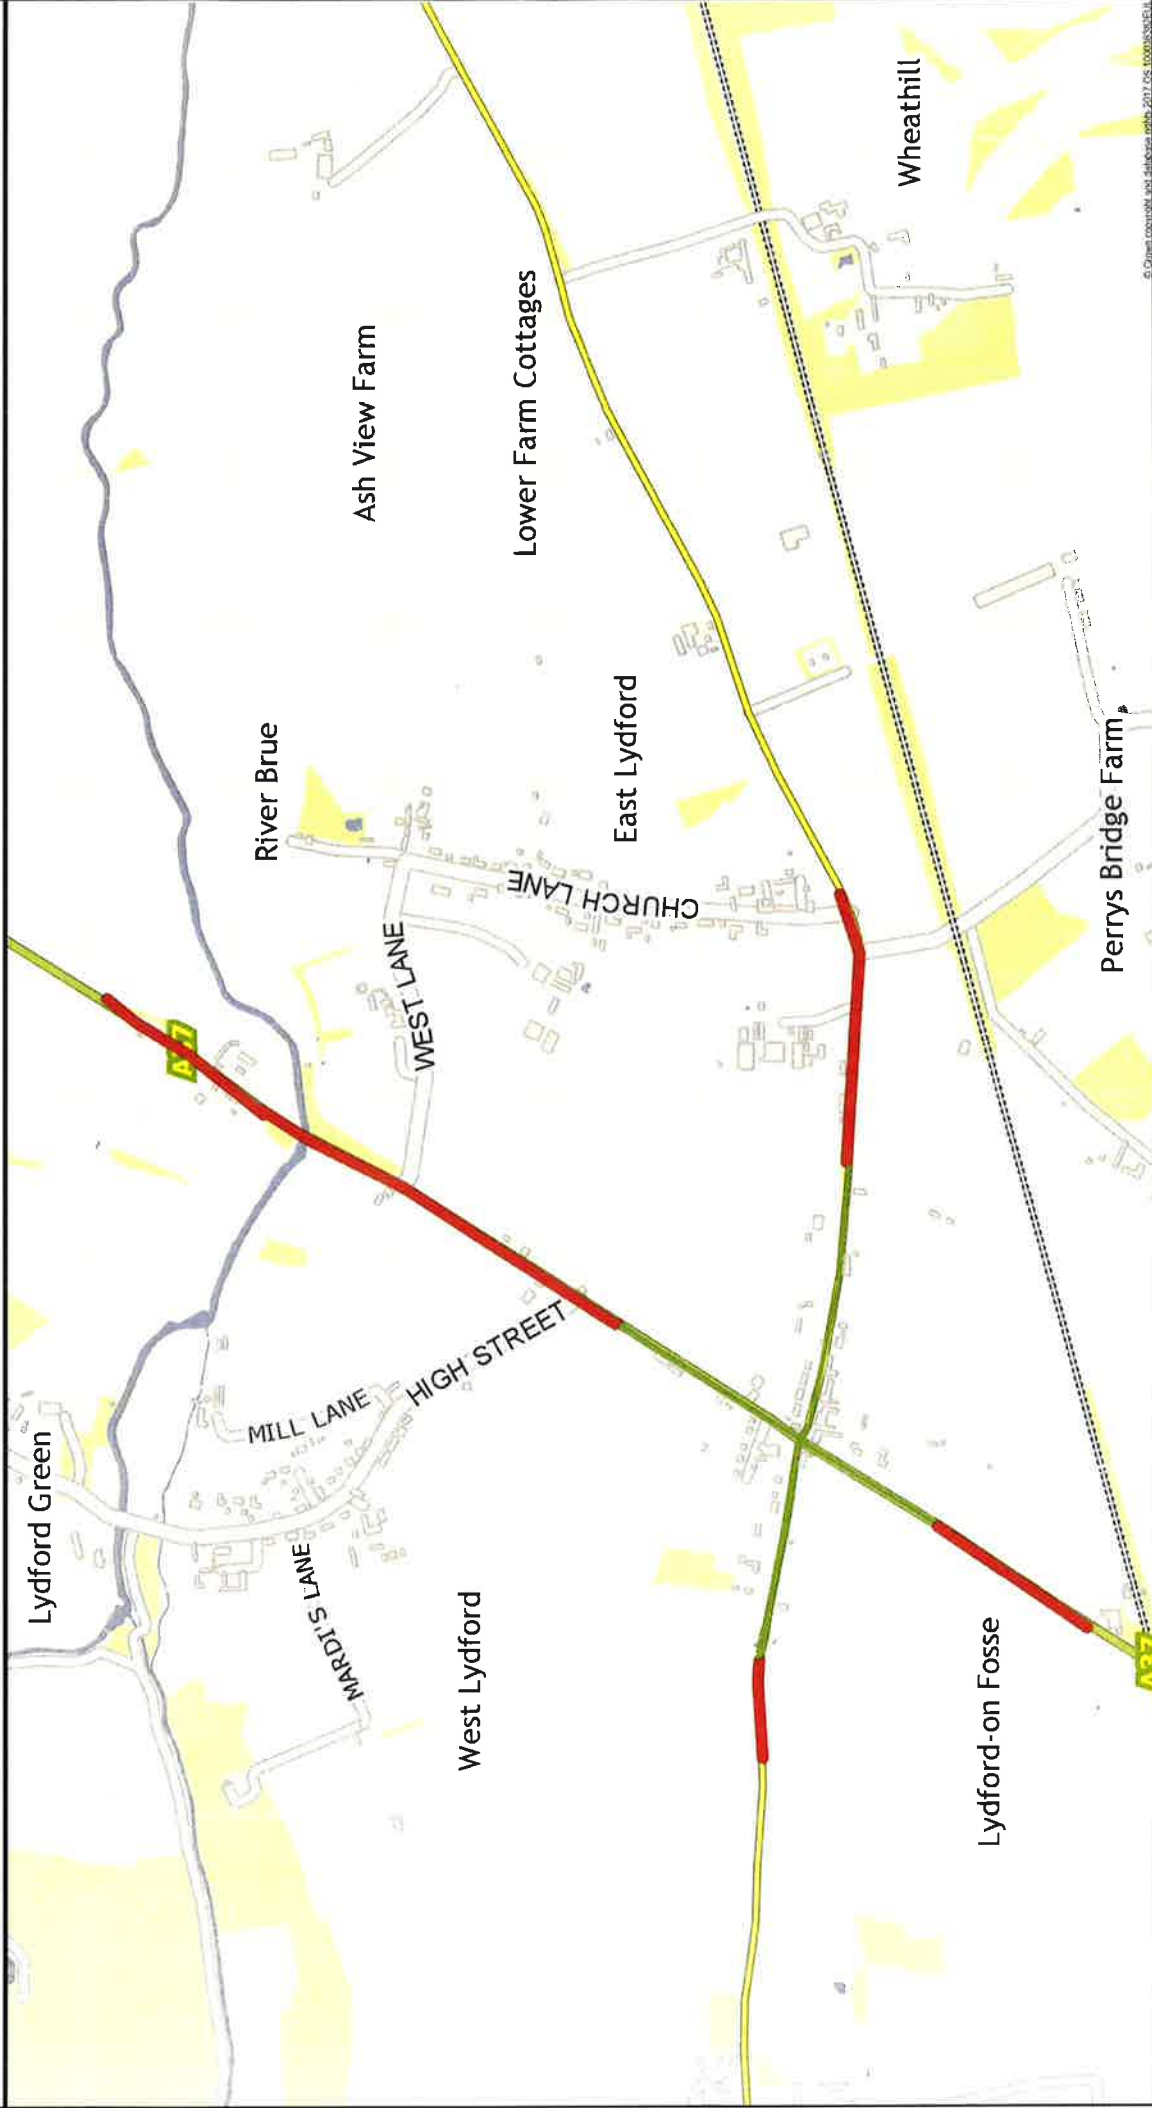 Lydford Green
A37
River Brue
Ash View Farm
MILL LANE
HIGH STREET
WEST LANE
MARDI'S LANE
West Lydford
CHURCH LANE
East Lydford
Lower Farm Cottages
Wheathill
Lydford-on Fosse
Perrys Bridge Farm
A37